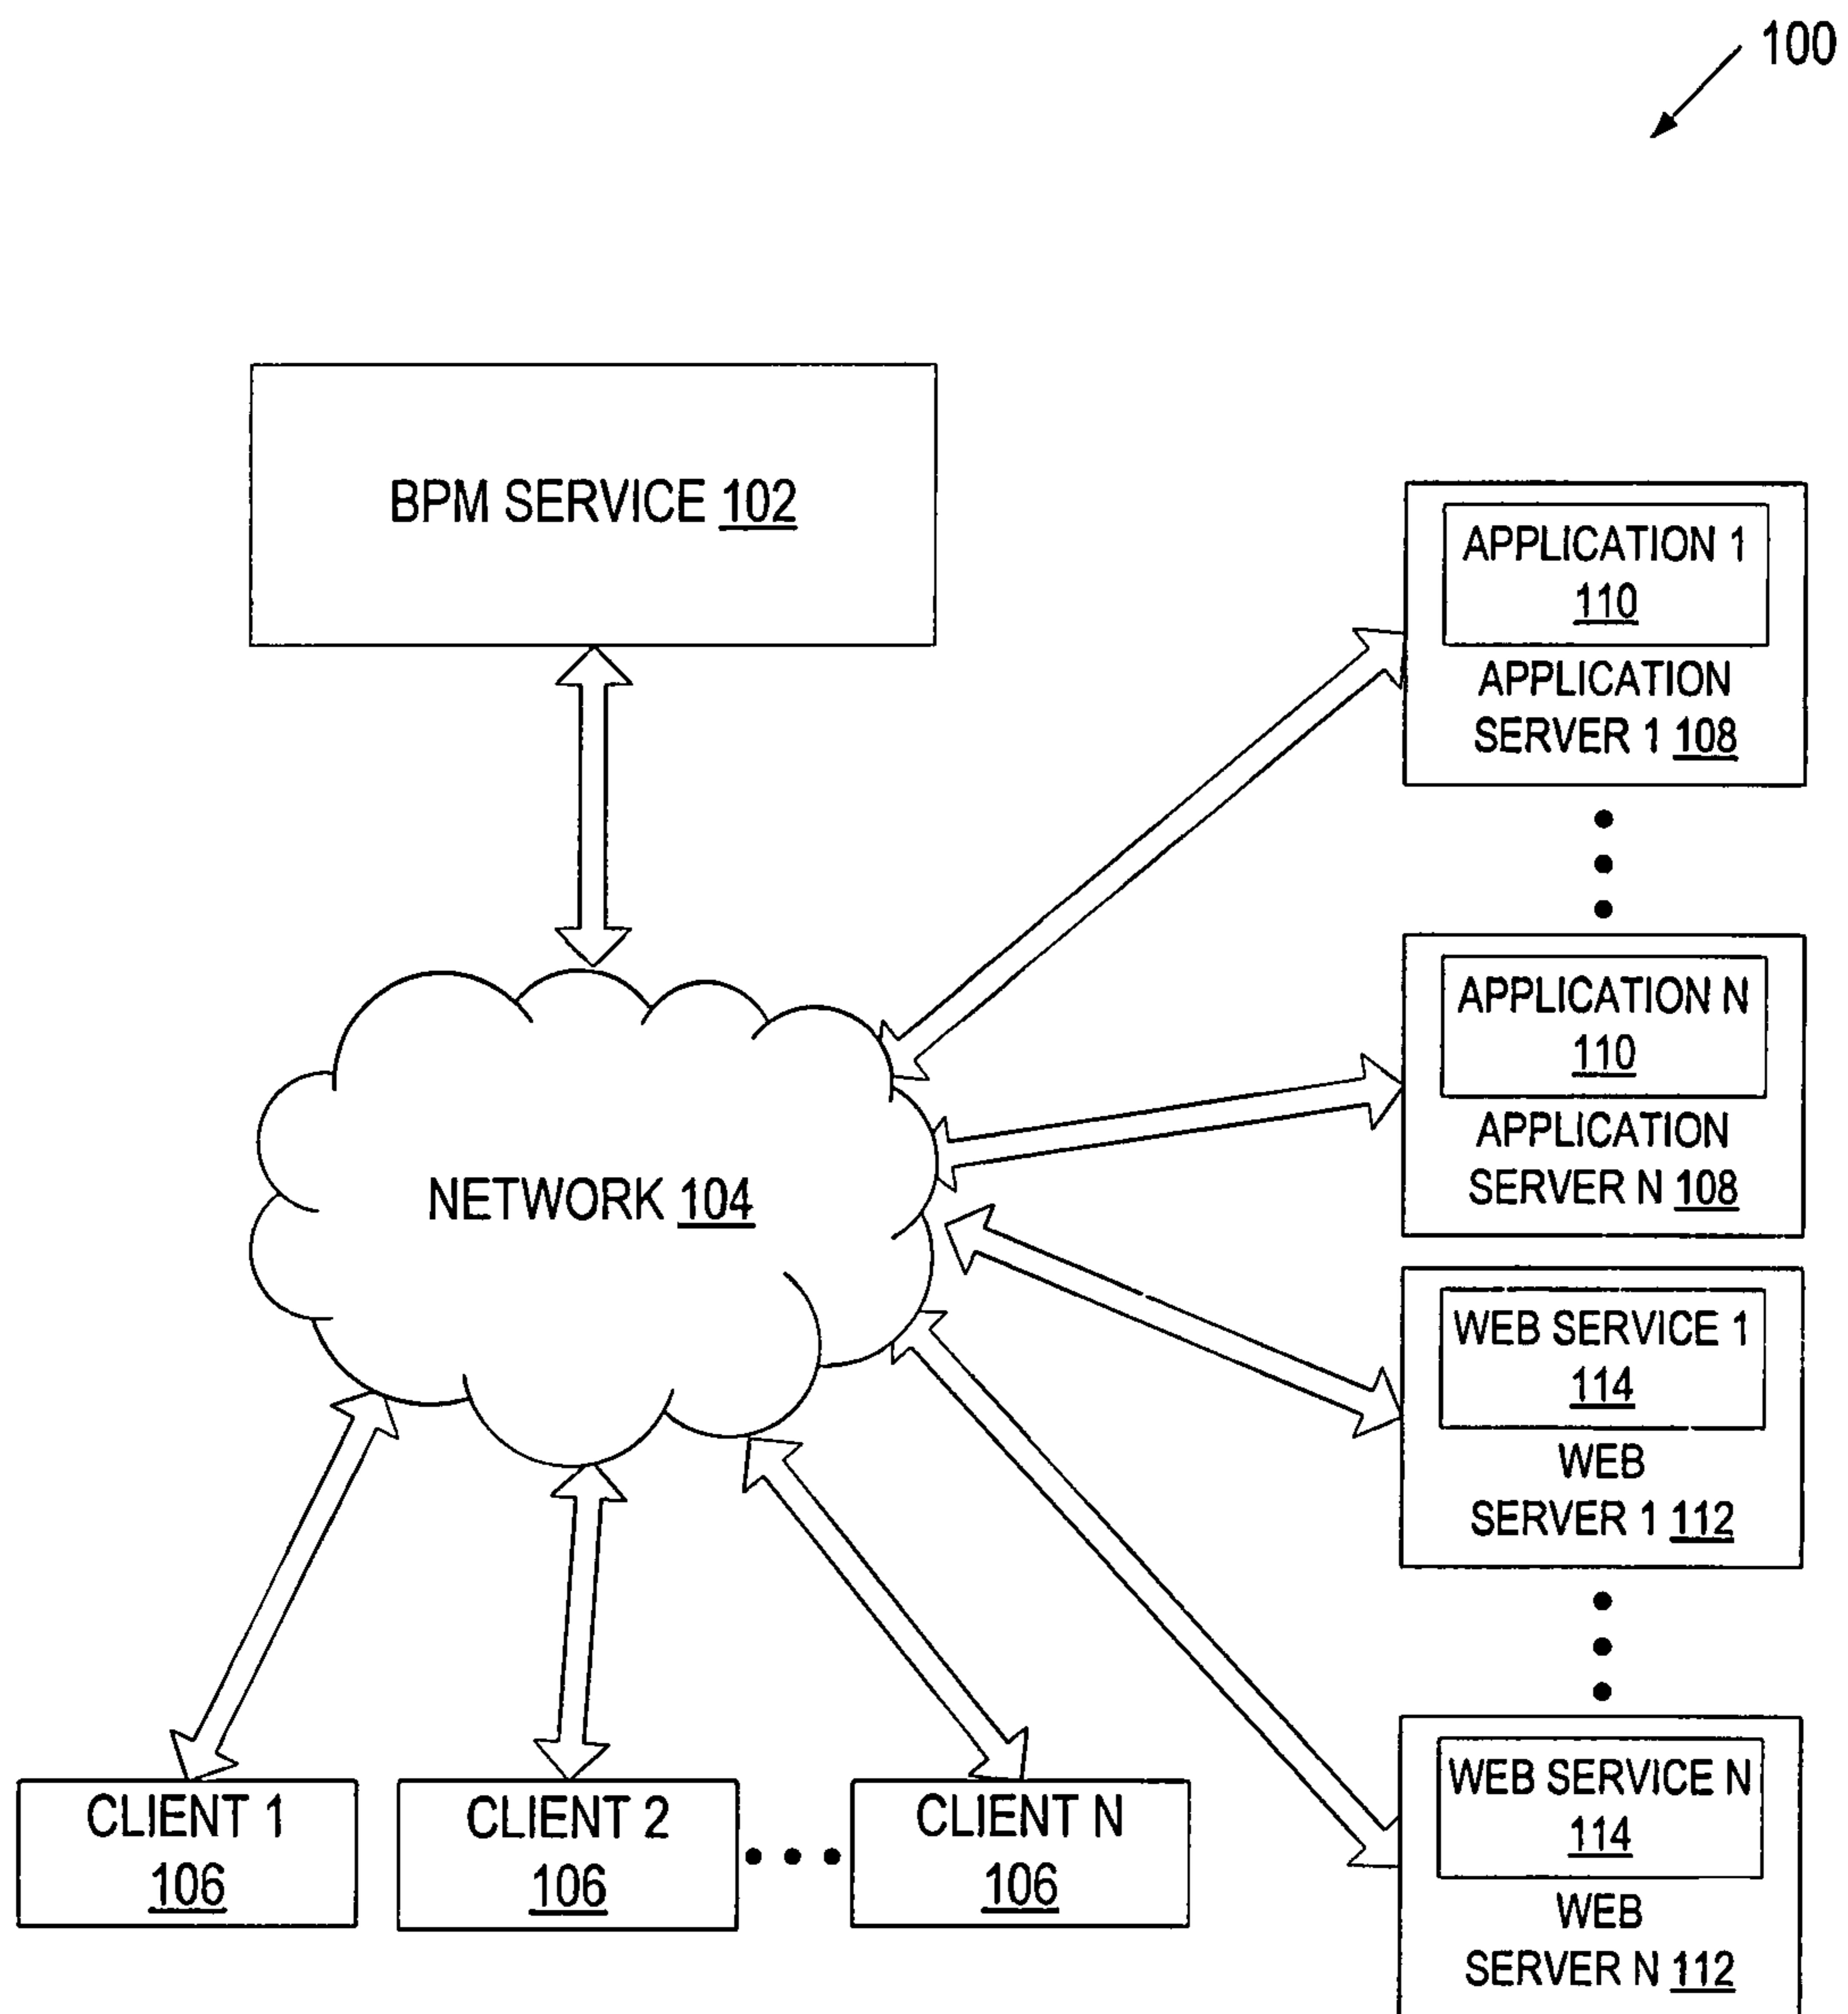 100
BPM SERVICE 102
APPLICATION 1
110
APPLICATION
SERVER 1 108
APPLICATION N
110
APPLICATION
SERVER N 108
NETWORK 104
WEB SERVICE 1
114
WEB
SERVER 1 112
WEB SERVICE N
114
WEB
SERVER N 112
CLIENT 1
106
CLIENT 2
106
CLIENT N
106